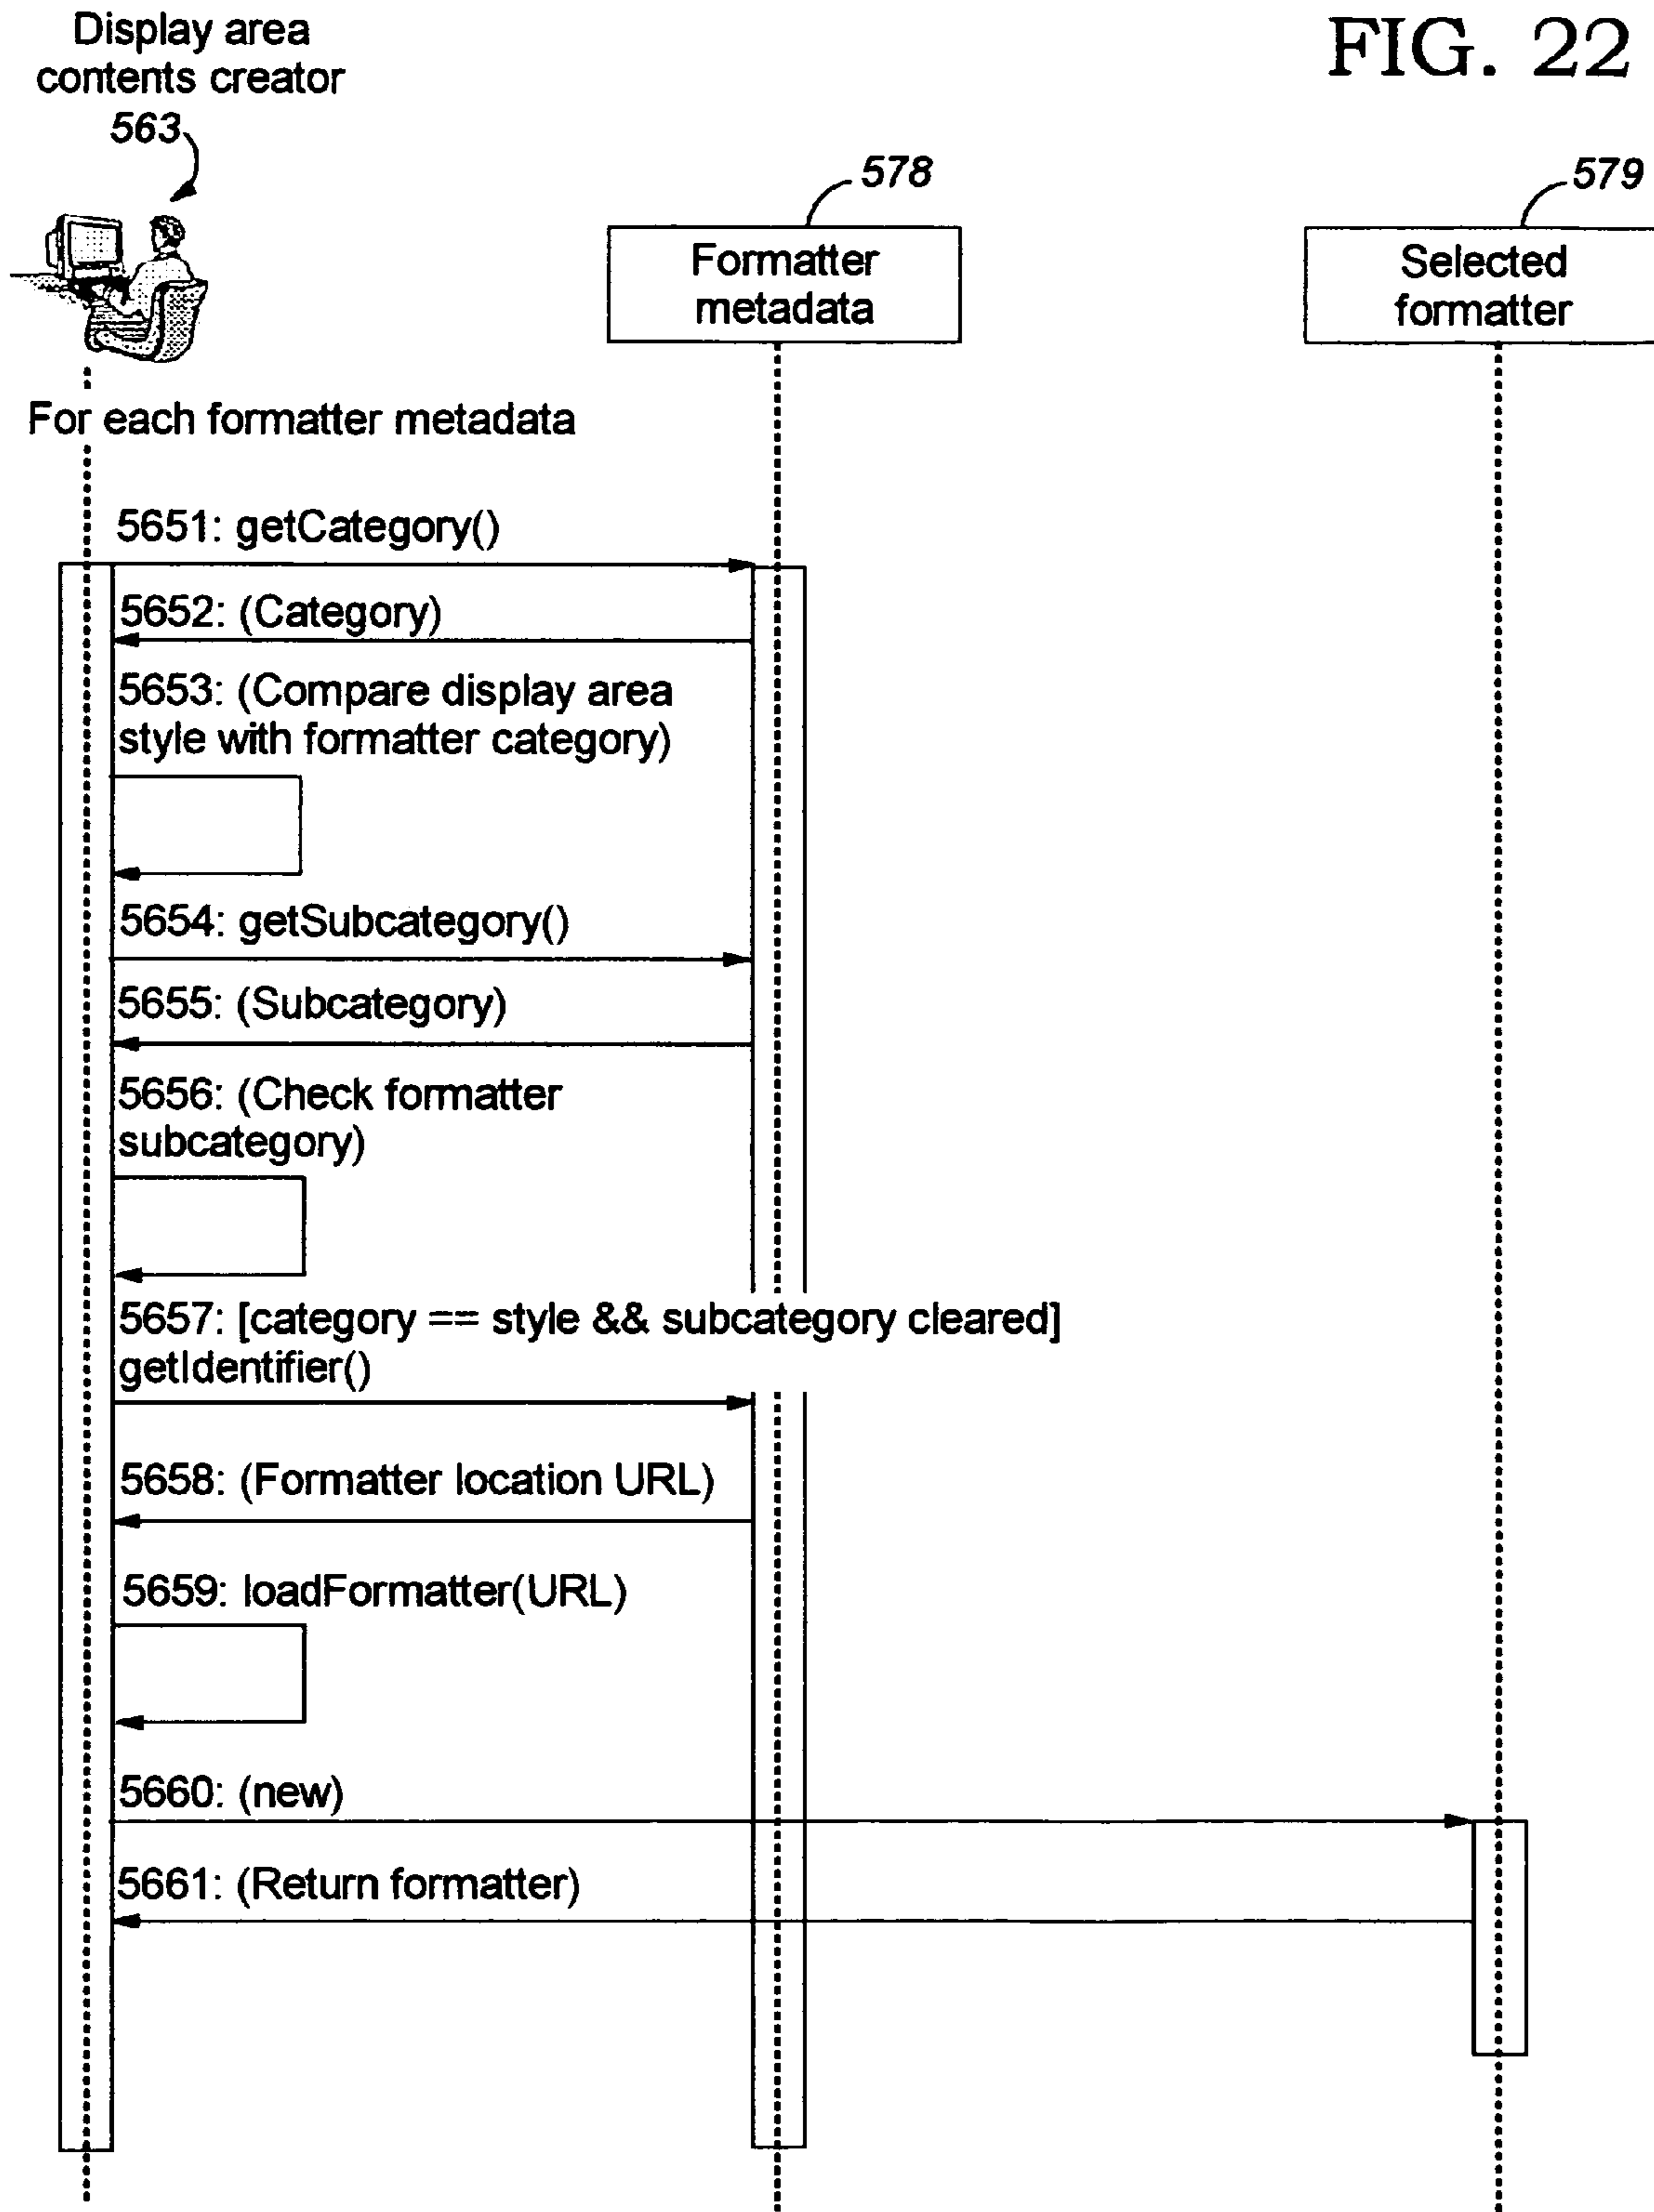 Display area
contents creator
563
FIG. 22
578
579
Formatter
metadata
Selected
formatter
For each formatter metadata
5651: getCategory()
5652: (Category)
5653: (Compare display area
style with formatter category)
5654: getSubcategory()
5655: (Subcategory)
5656: (Check formatter
subcategory)
5657: [category == style && subcategory cleared]
getIdentifier()
5658: (Formatter location URL)
5659: loadFormatter(URL)
5660: (new)
5661: (Return formatter)